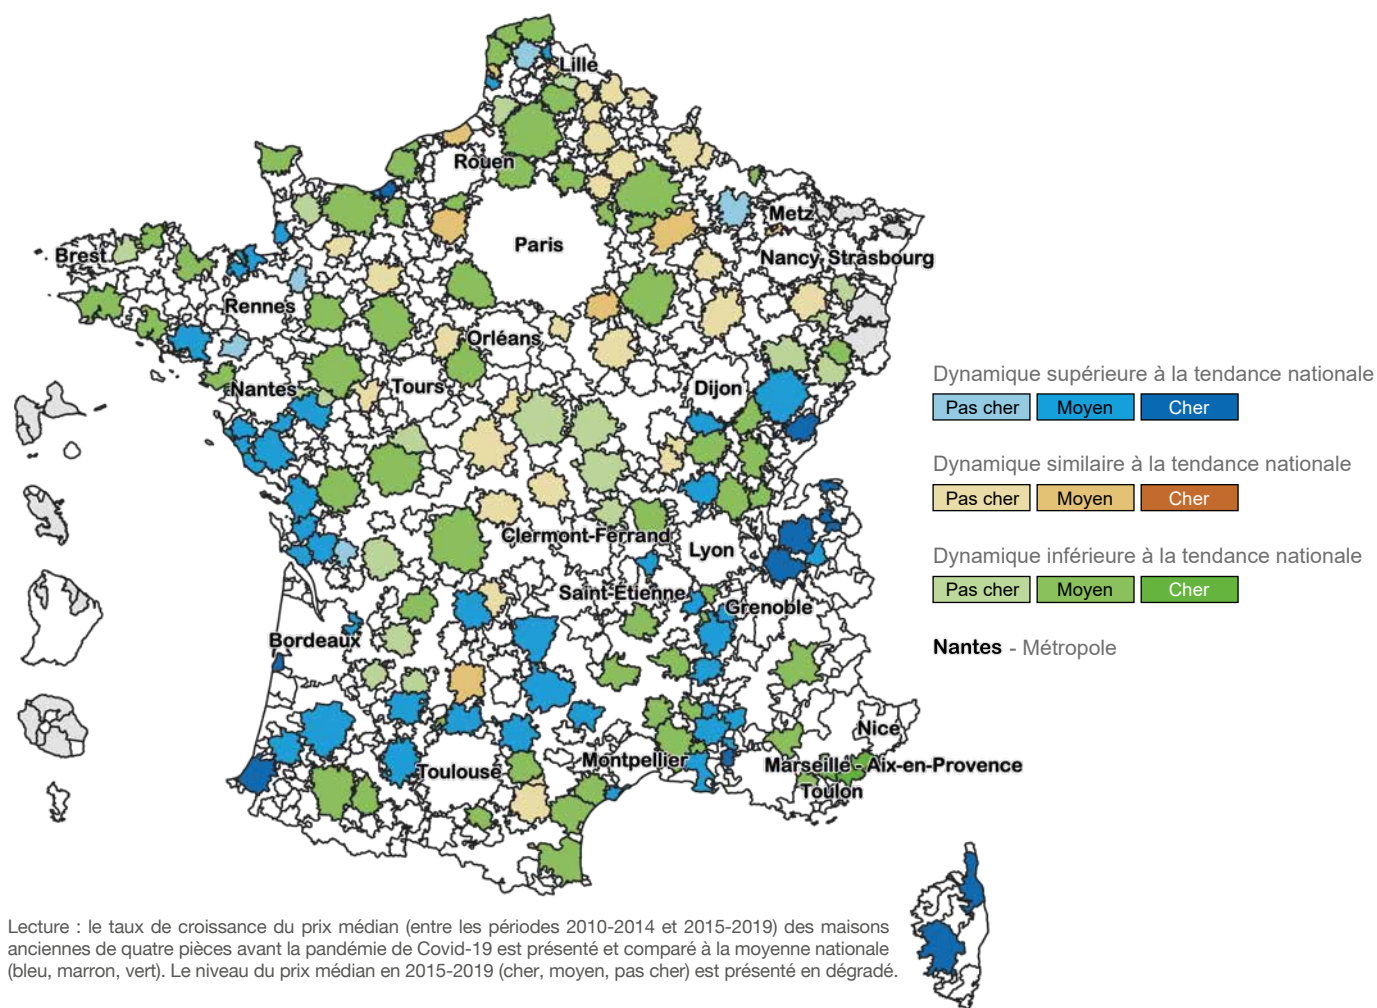 Lille
Rouen
Metz
Paris
Brest
Nancy Strasbourg
Rennes
Orléans
Nantes
Tours
Dijon
Clermont-Ferrand
Lyon
Saint-Étienne
Grenoble
Bordeaux
Nice
Montpellier
Marseille - Aix-en-Provence
Toulouse
Toulon
Dynamique supérieure à la tendance nationale
Pas cher Moyen Cher
Dynamique similaire à la tendance nationale
Pas cher Moyen Cher
Dynamique inférieure à la tendance nationale
Pas cher Moyen Cher
Nantes - Métropole
Lecture : le taux de croissance du prix médian (entre les périodes 2010-2014 et 2015-2019) des maisons
anciennes de quatre pièces avant la pandémie de Covid-19 est présenté et comparé à la moyenne nationale
(bleu, marron, vert). Le niveau du prix médian en 2015-2019 (cher, moyen, pas cher) est présenté en dégradé.